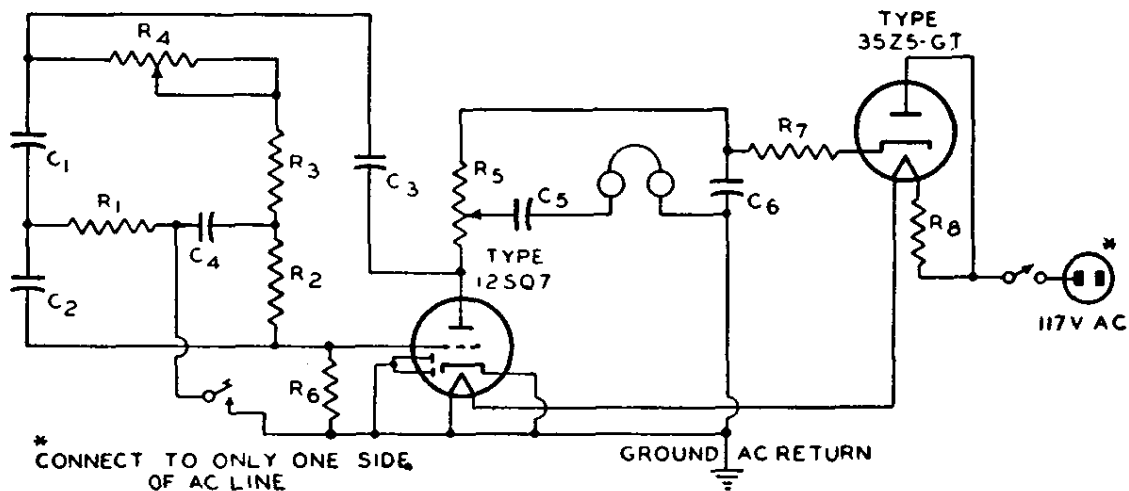 TYPE
35Z5-GT
R4
R7
C1
R3
C3
R5
C5
C6
R1
C4
R8
*
C2
R2
TYPE
12SQ7
117V AC
R6
*
CONNECT TO ONLY ONE SIDE
OF AC LINE
GROUND AC RETURN